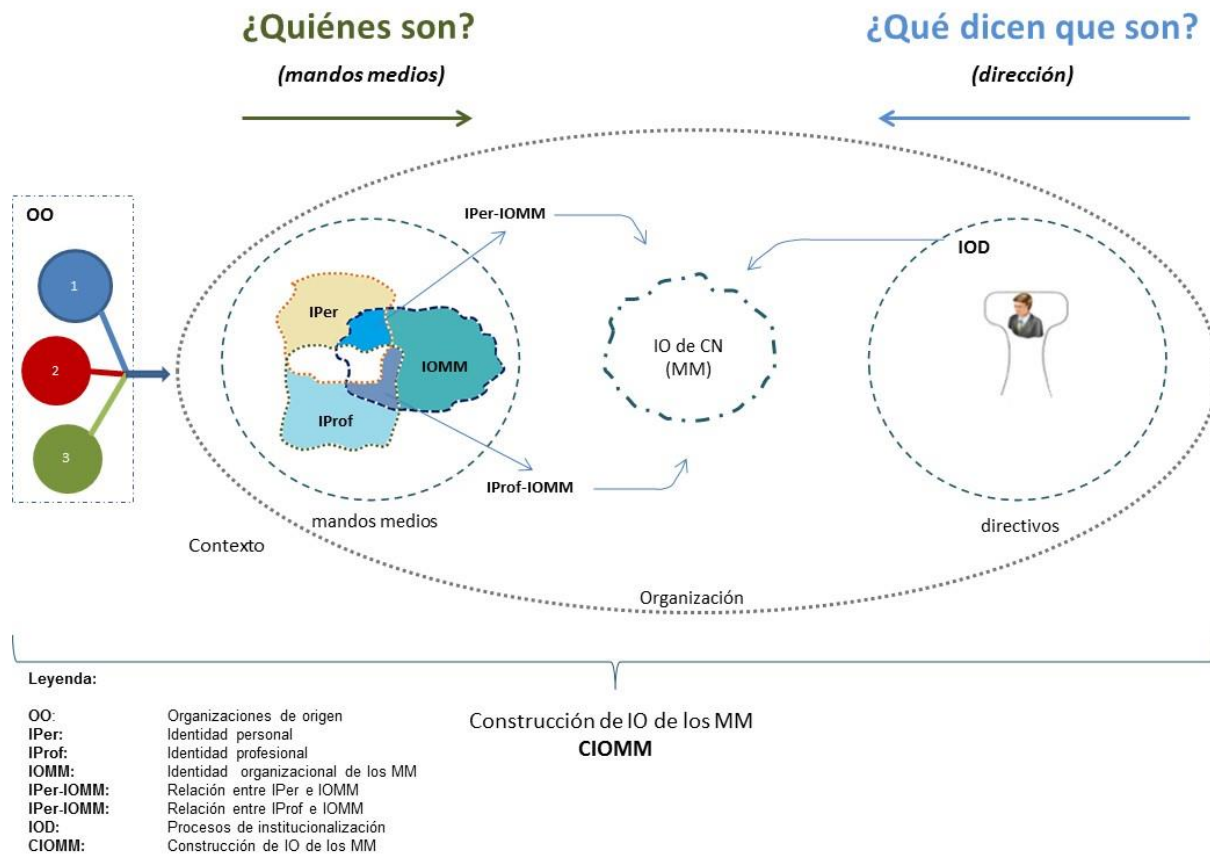 ¿Quiénes son?
(mandos medios)
¿Qué dicen que son?
(dirección)
OO
1
2
3
IPer-IOMM
IPer
IOMM
IProf
IProf-IOMM
mandos medios
Contexto
IO de CN
(MM)
IOD
directivos
Organización
Leyenda:
OO: Organizaciones de origen
IPer: Identidad personal
IProf: Identidad profesional
IOMM: Identidad organizacional de los MM
IPer-IOMM: Relación entre IPer e IOMM
IPer-IOMM: Relación entre IProf e IOMM
IOD: Procesos de institucionalización
CIOMM: Construcción de IO de los MM
Construcción de IO de los MM
CIOMM